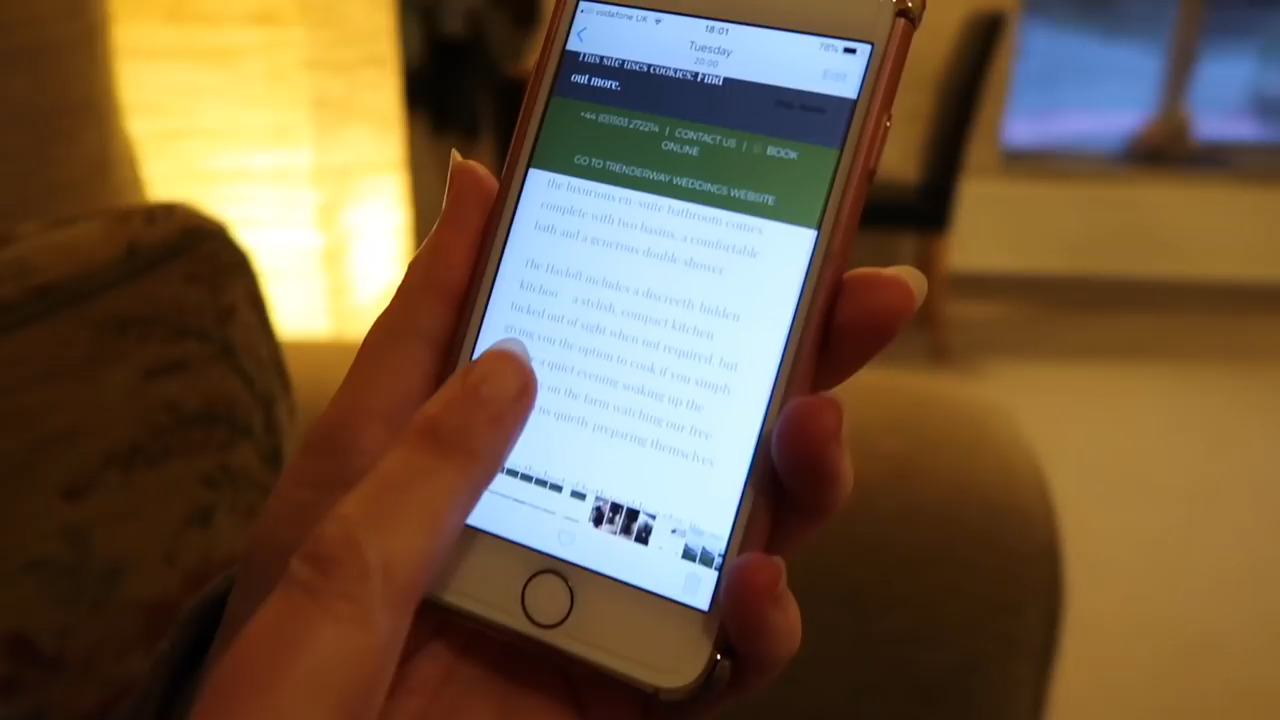 vodafone UK
18:01
78%
Tuesday
20:00
Edit
This site uses cookies: Find
out more.
+44 (0)1503 272214 | CONTACT US | BOOK
ONLINE
GO TO TRENDERWAY WEDDINGS WEBSITE
the luxurious en-suite bathroom comes
complete with two basins, a comfortable
bath and a generous double shower
The Hayloft includes a discreetly hidden
kitchen a stylish, compact kitchen
tucked out of sight when not required, but
giving you the option to cook if you simply
a quiet evening soaking up the
on the farm watching our free
quietly preparing themselves